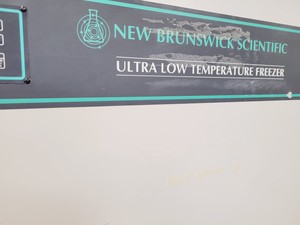 NEW BRUNSWICK SCIENTIFIC
ULTRA LOW TEMPERATURE FREEZER